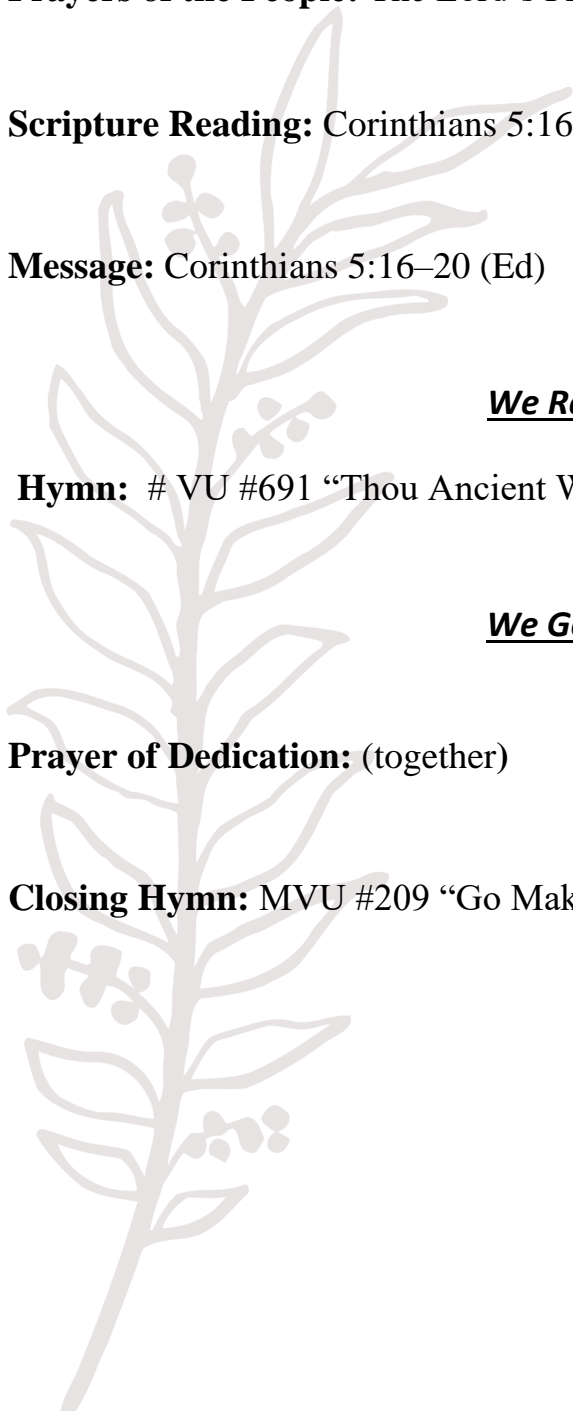 Scripture Reading: Corinthians 5:16
Message: Corinthians 5:16–20 (Ed)
We
Hymn: # VU #691 “Thou Ancient
We
Prayer of Dedication: (together)
Closing Hymn: MVU #209 “Go